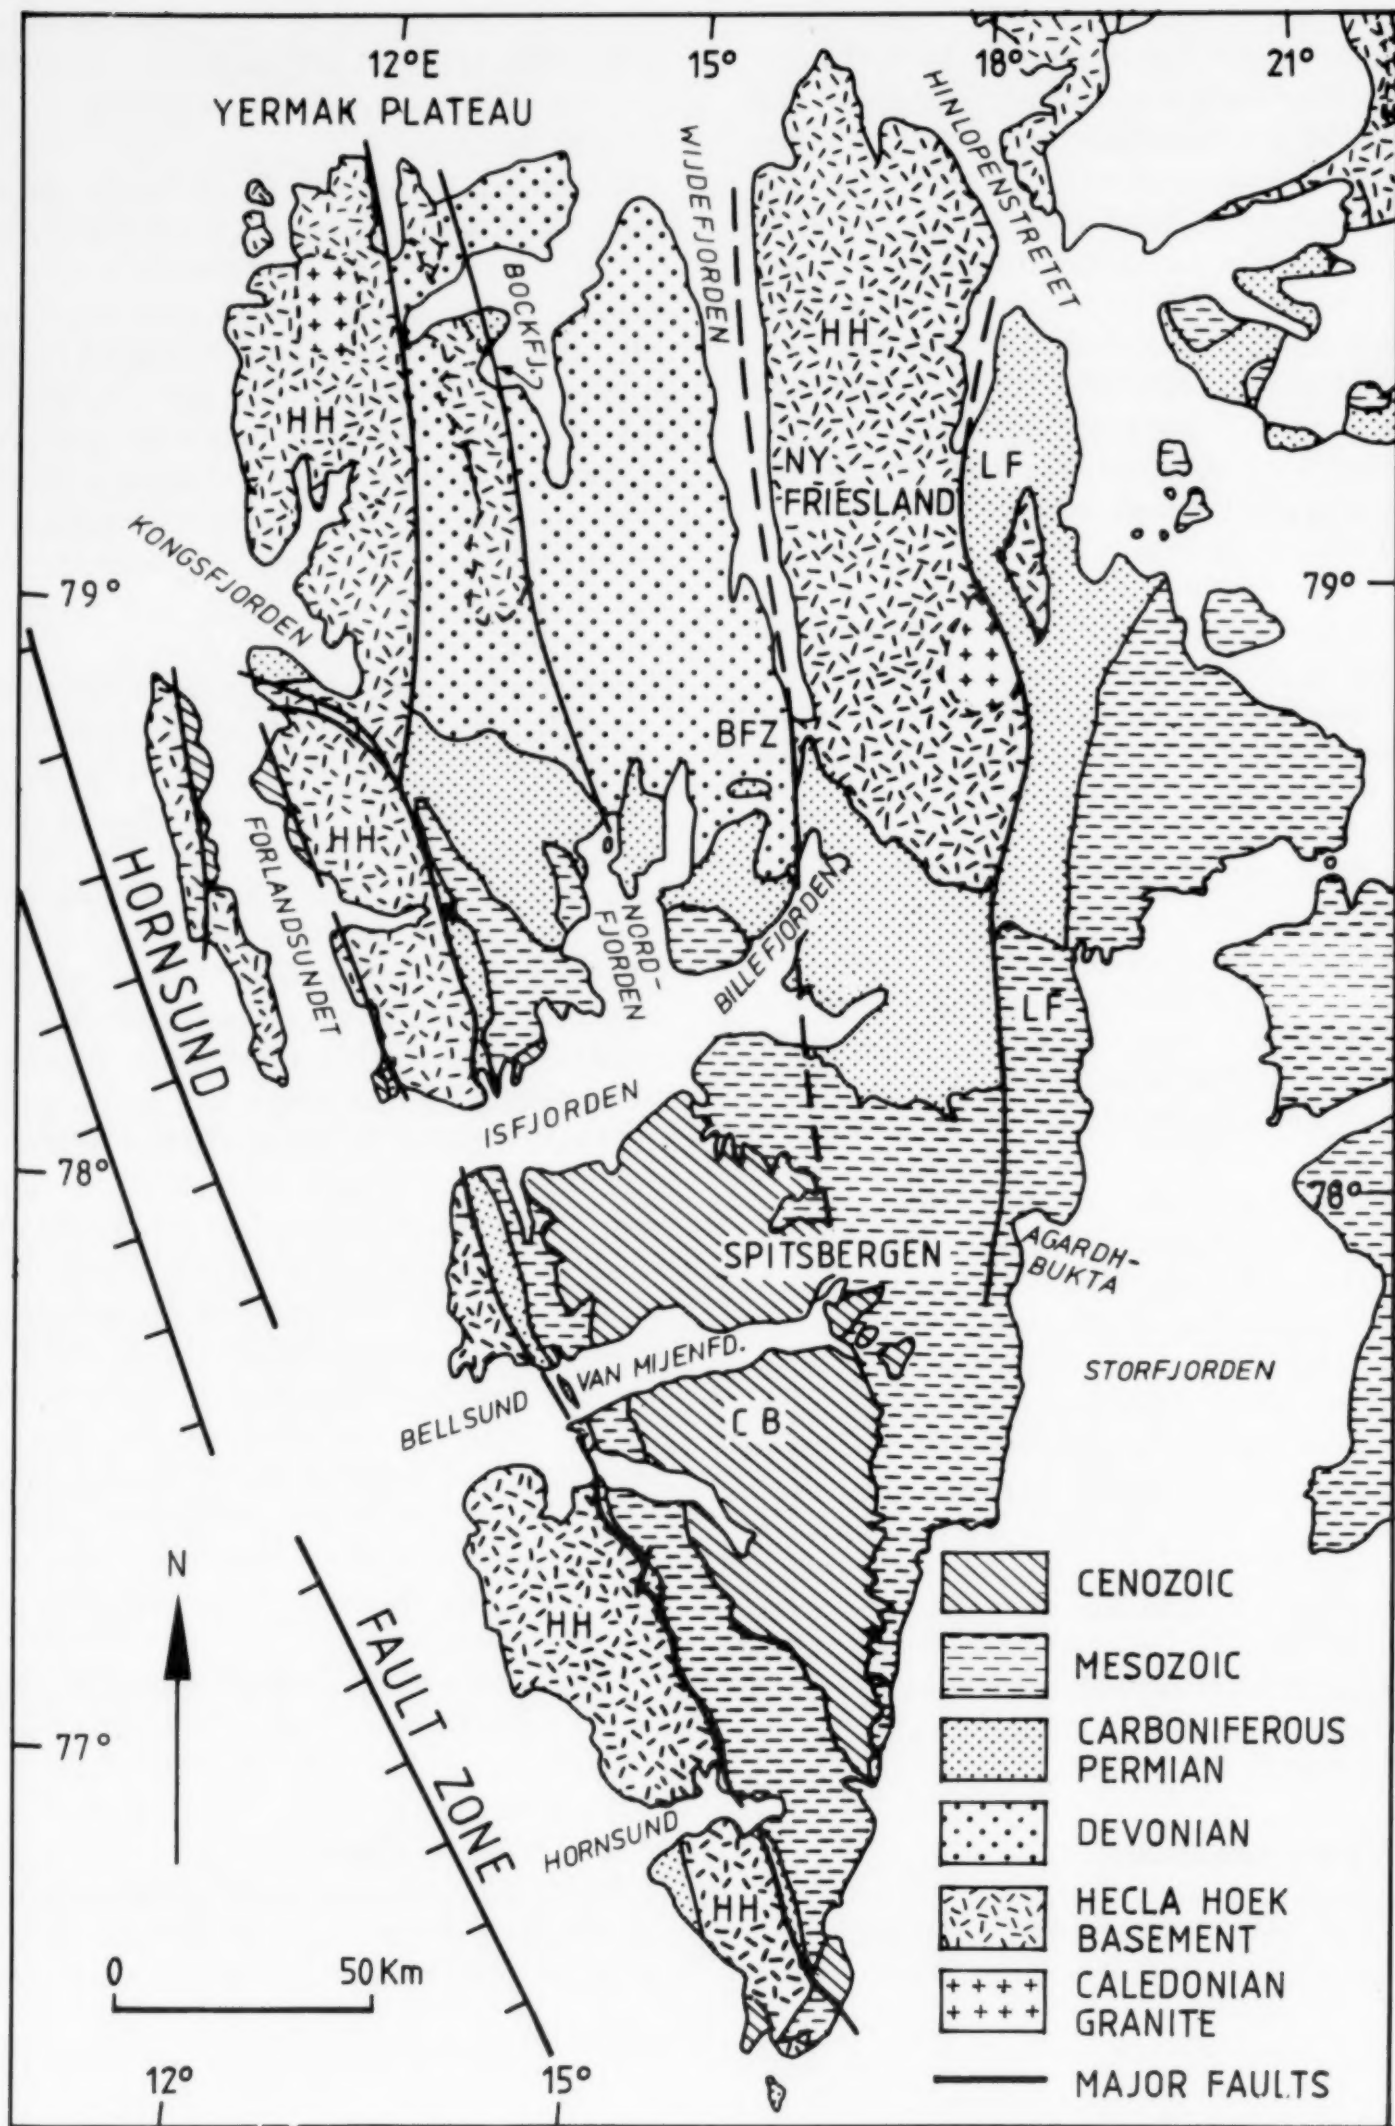 12°E
15°
18°
21°
YERMAK PLATEAU
WIJDEFJORDEN
HINLOPENSTRETET
BOCKFJ.
HH
HH
NY
FRIESLAND
LF
KONGSFJORDEN
79°
79°
BFZ
HH
FORLANDSUNDET
HORNSUND
NORD-
FJORDEN
BILLEFJORDEN
LF
ISFJORDEN
78°
78°
SPITSBERGEN
AGARDH-
BUKTA
VAN MIJENFD.
STORFJORDEN
BELLSUND
CB
N
HH
FAULT ZONE
77°
HORNSUND
HH
0
50Km
12°
15°
CENOZOIC
MESOZOIC
CARBONIFEROUS
PERMIAN
DEVONIAN
HECLA HOEK
BASEMENT
CALEDONIAN
GRANITE
MAJOR FAULTS